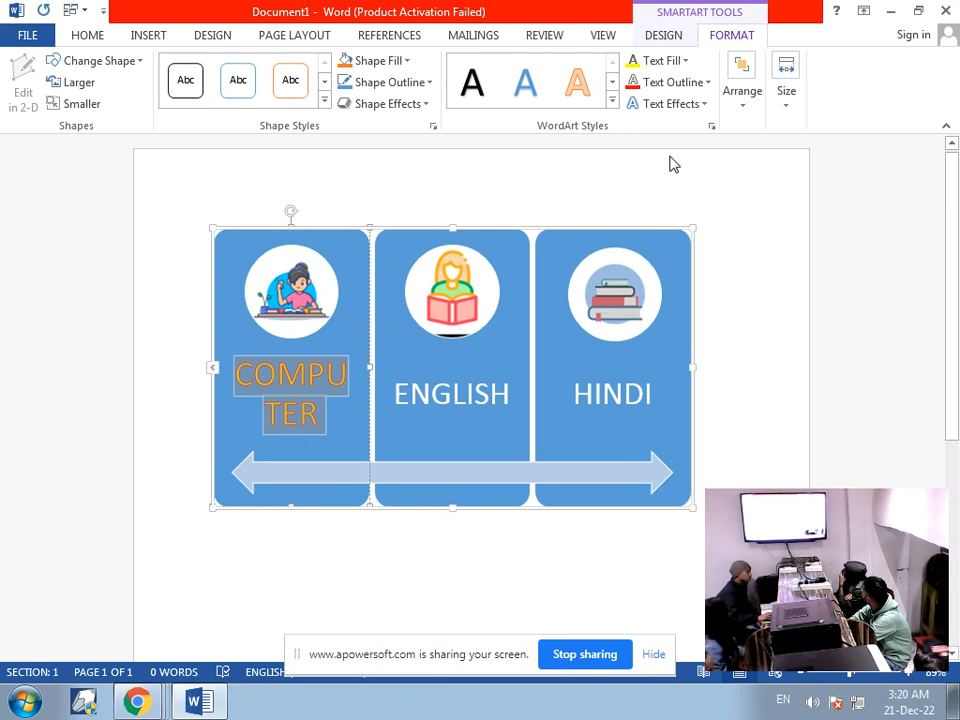 Document1 - Word (Product Activation Failed)
SMARTART TOOLS
?
FILE HOME INSERT DESIGN PAGE LAYOUT REFERENCES MAILINGS REVIEW VIEW DESIGN FORMAT Sign in
Edit in 2-D
Change Shape
Larger
Smaller
Shapes
Abc Abc Abc
Shape Fill
Shape Outline
Shape Effects
Shape Styles
A A A
Text Fill
Text Outline
Text Effects
WordArt Styles
Arrange
Size
COMPU
TER
ENGLISH
HINDI
www.apowersoft.com is sharing your screen.
Stop sharing
Hide
SECTION: 1 PAGE 1 OF 1 0 WORDS ENGLISH
89%
EN
3:20 AM
21-Dec-22